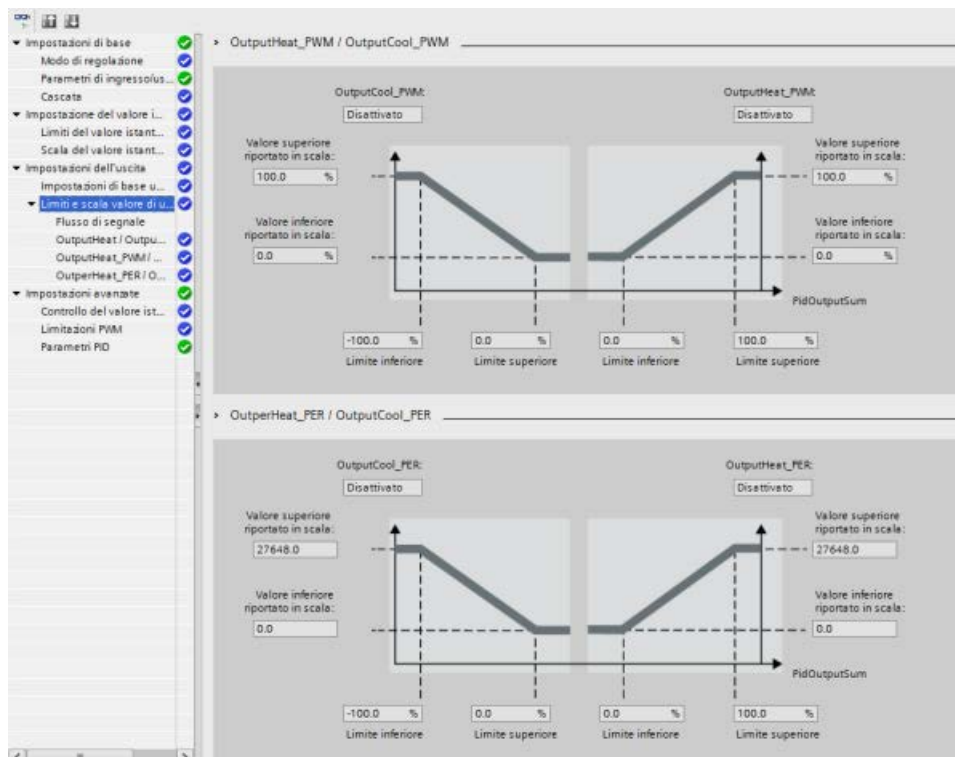 Impostazioni di base
Modo di regolazione
Parametri di ingresso/us...
Cascata
Impostazione del valore i...
Limiti del valore istant...
Scala del valore istant...
Impostazioni dell'uscita
Impostazioni di base u...
Limiti e scala valore di u...
Flusso di segnale
OutputHeat / Outpu...
OutputHeat_PWM / ...
OutperHeat_PER / O...
Impostazioni avanzate
Controllo del valore ist...
Limitazioni PWM
Parametri PID
OutputHeat_PWM / OutputCool_PWM
OutputCool_PWM:
Disattivato
OutputHeat_PWM:
Disattivato
Valore superiore
riportato in scala:
100.0 %
Valore superiore
riportato in scala:
100.0 %
Valore inferiore
riportato in scala:
0.0 %
Valore inferiore
riportato in scala:
0.0 %
PidOutputSum
-100.0 %
0.0 %
0.0 %
100.0 %
Limite inferiore
Limite superiore
Limite inferiore
Limite superiore
OutperHeat_PER / OutputCool_PER
OutputCool_PER:
Disattivato
OutputHeat_PER:
Disattivato
Valore superiore
riportato in scala:
27648.0
Valore superiore
riportato in scala:
27648.0
Valore inferiore
riportato in scala:
0.0
Valore inferiore
riportato in scala:
0.0
PidOutputSum
-100.0 %
0.0 %
0.0 %
100.0 %
Limite inferiore
Limite superiore
Limite inferiore
Limite superiore